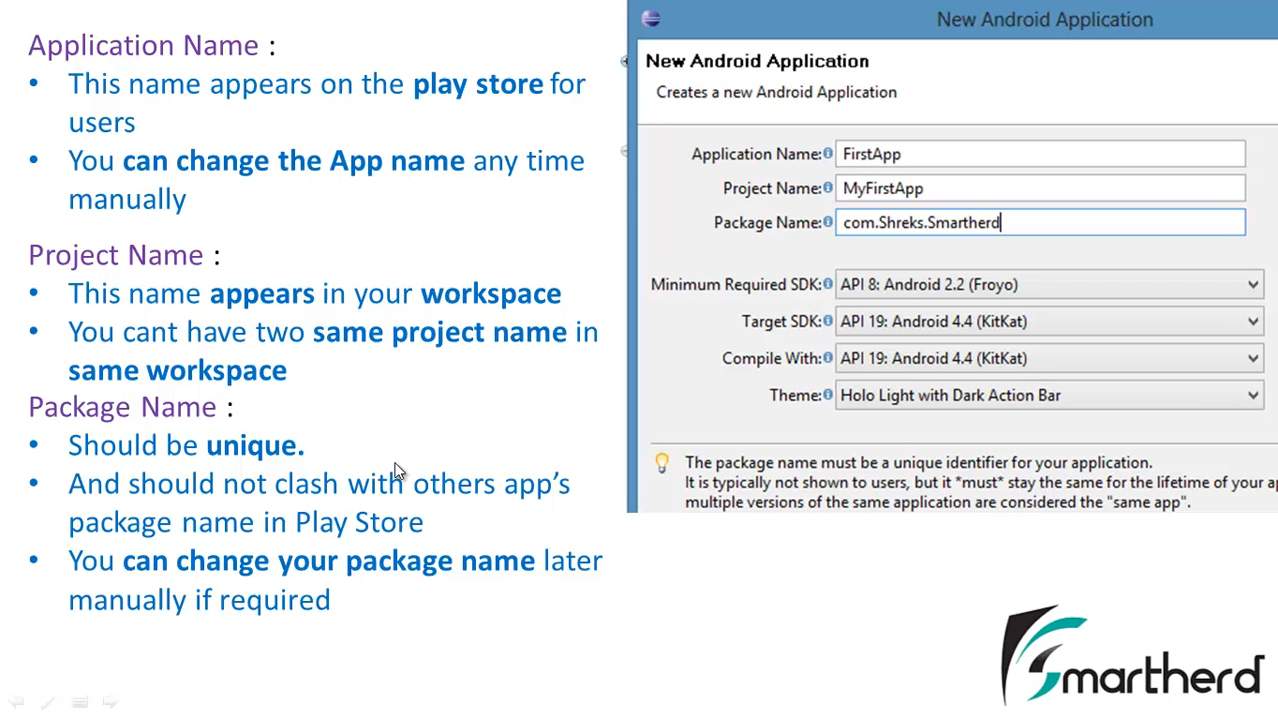 Application Name :
• This name appears on the play store for
users
• You can change the App name any time
manually
Project Name :
• This name appears in your workspace
• You cant have two same project name in
same workspace
Package Name :
• Should be unique.
• And should not clash with others app’s
package name in Play Store
• You can change your package name later
manually if required
New Android Application
New Android Application
Creates a new Android Application
Application Name: FirstApp
Project Name: MyFirstApp
Package Name: com.Shreks.Smartherd
Minimum Required SDK: API 8: Android 2.2 (Froyo)
Target SDK: API 19: Android 4.4 (KitKat)
Compile With: API 19: Android 4.4 (KitKat)
Theme: Holo Light with Dark Action Bar
The package name must be a unique identifier for your application.
It is typically not shown to users, but it *must* stay the same for the lifetime of your ap
multiple versions of the same application are considered the "same app".
Smartherd